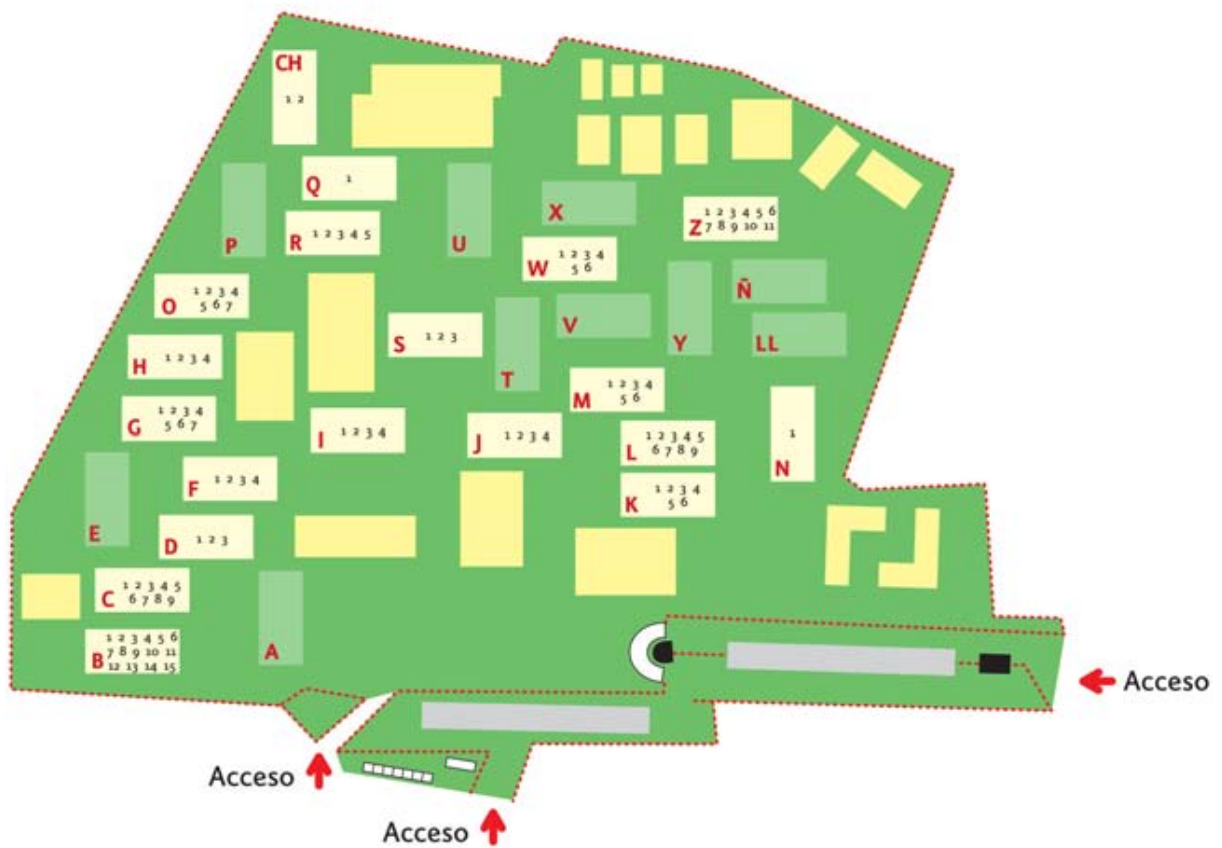 CH
1 2
Q 1
P
R 1 2 3 4 5
U
X
Z 1 2 3 4 5 6
7 8 9 10 11
W 1 2 3 4
5 6
O 1 2 3 4
5 6 7
Ñ
V
Y
LL
H 1 2 3 4
S 1 2 3
T
M 1 2 3 4
5 6
G 1 2 3 4
5 6 7
I 1 2 3 4
J 1 2 3 4
L 1 2 3 4 5
6 7 8 9
1
N
F 1 2 3 4
K 1 2 3 4
5 6
E
D 1 2 3
C 1 2 3 4 5
6 7 8 9
B 1 2 3 4 5 6
7 8 9 10 11
12 13 14 15
A
Acceso
Acceso
Acceso